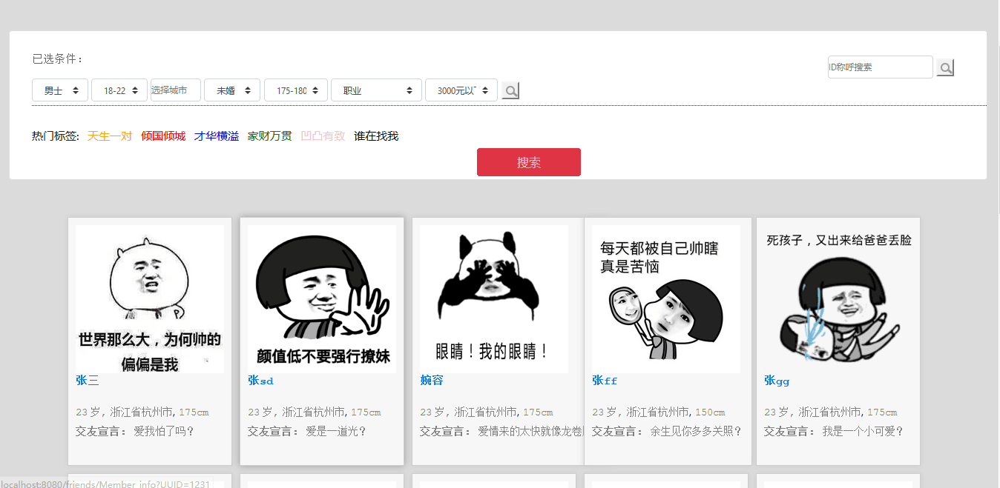 已选条件：
ID称呼搜索
男士 18-22 选择城市 未婚 175-180 职业 3000元以下
热门标签: 天生一对 倾国倾城 才华横溢 家财万贯 凹凸有致 谁在找我
搜索
世界那么大，为何帅的
偏偏是我
张三
23 岁，浙江省杭州市, 175cm
交友宣言： 爱我怕了吗？
颜值低不要强行撩妹
张sd
23 岁，浙江省杭州市, 175cm
交友宣言： 爱是一道光？
眼睛！我的眼睛！
婉容
23 岁，浙江省杭州市, 175cm
交友宣言： 爱情来的太快就像龙卷
每天都被自己帅瞎
真是苦恼
张ff
23 岁，浙江省杭州市, 150cm
交友宣言： 余生见你多多关照？
死孩子，又出来给爸爸丢脸
张gg
23 岁，浙江省杭州市, 175cm
交友宣言： 我是一个小可爱？
localhost:8080/friends/Member_info?UUID=1231